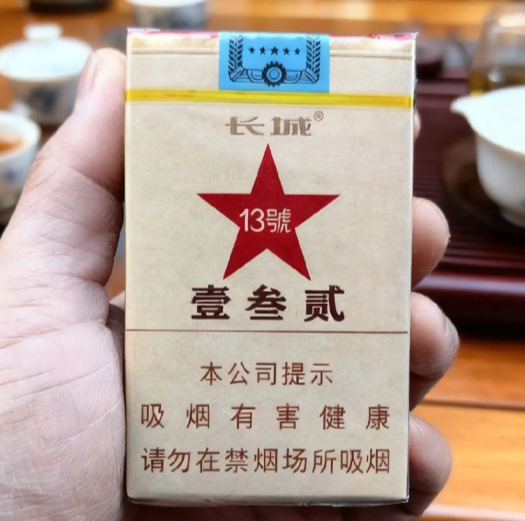 长城®
13號
壹叁贰
本公司提示
吸烟有害健康
请勿在禁烟场所吸烟